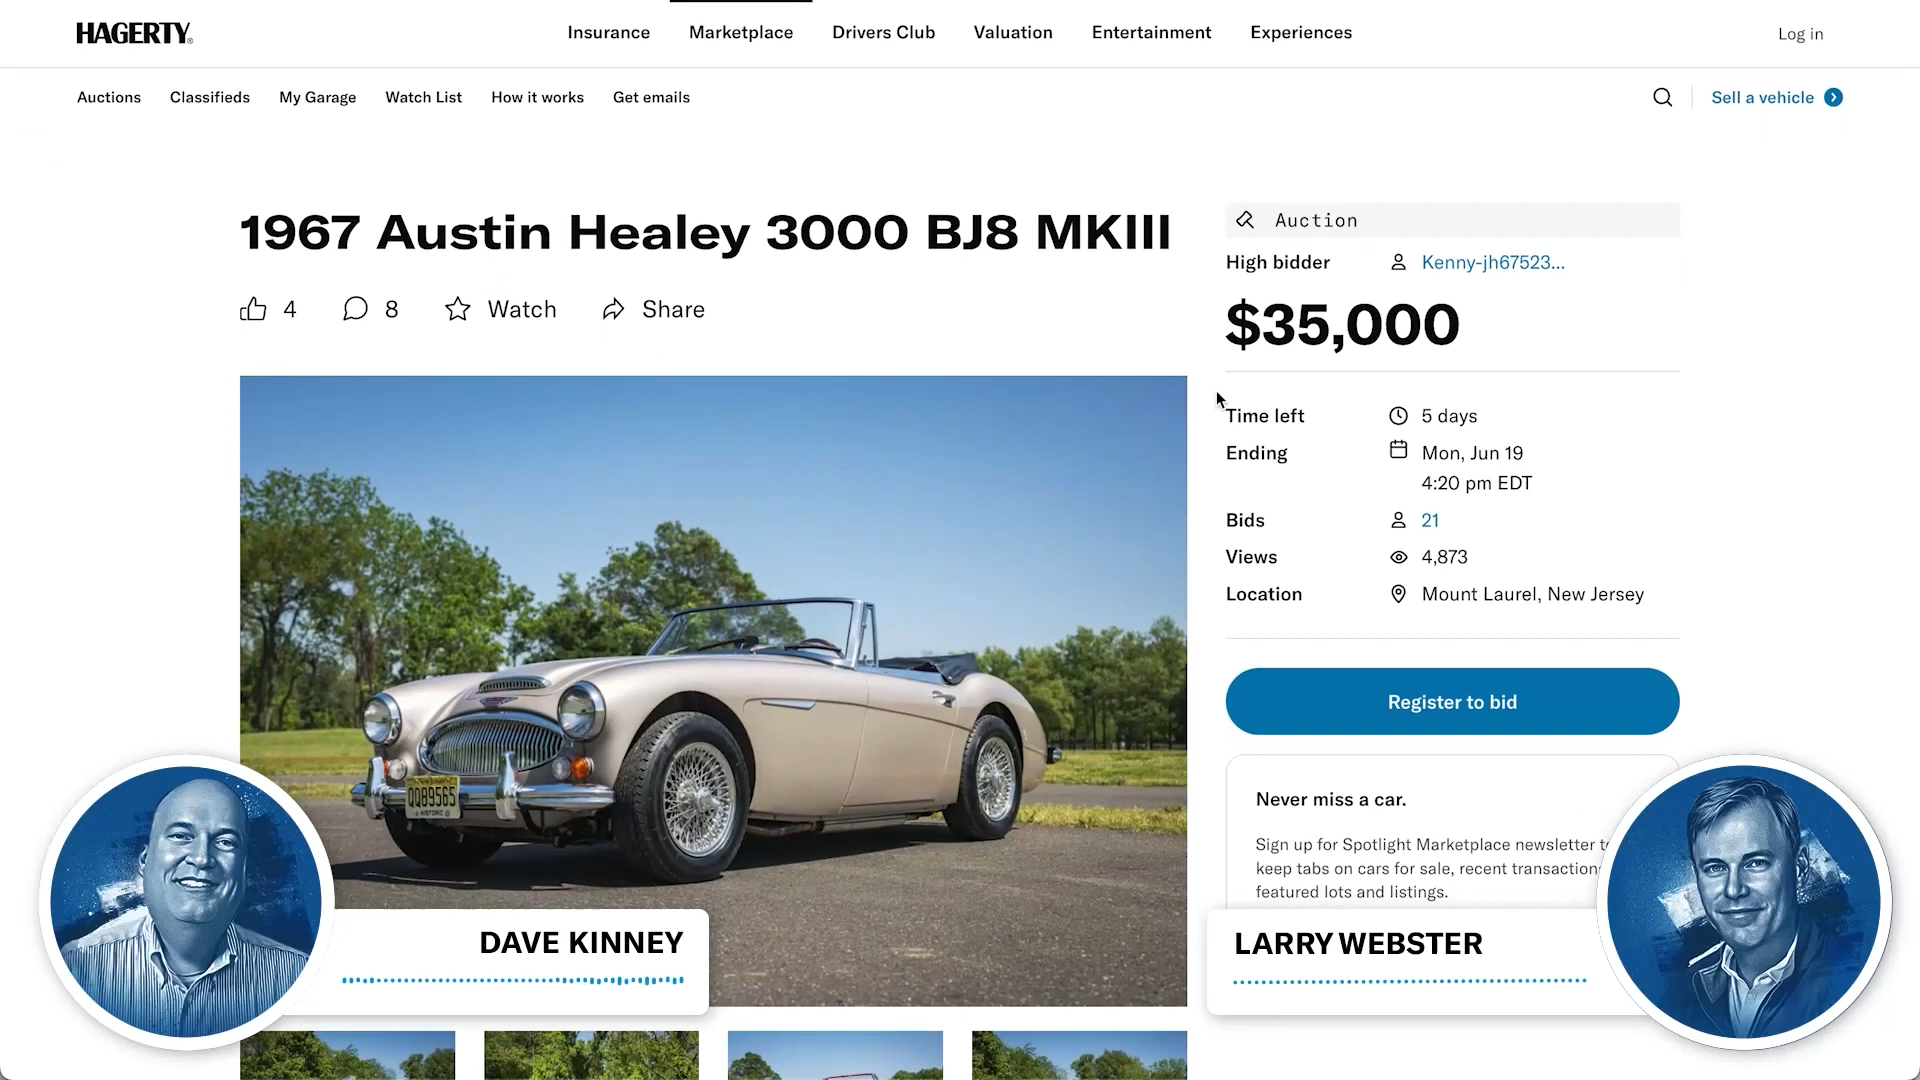 HAGERTY®
Insurance
Marketplace
Drivers Club
Valuation
Entertainment
Experiences
Log in
Auctions
Classifieds
My Garage
Watch List
How it works
Get emails
Sell a vehicle
1967 Austin Healey 3000 BJ8 MKIII
4
8
Watch
Share
Auction
High bidder
Kenny-jh67523...
$35,000
Time left
5 days
Ending
Mon, Jun 19
4:20 pm EDT
Bids
21
Views
4,873
Location
Mount Laurel, New Jersey
Register to bid
QQ89565
HISTORIC
Never miss a car.
Sign up for Spotlight Marketplace newsletter
keep tabs on cars for sale, recent
featured lots and listings.
DAVE KINNEY
LARRY WEBSTER